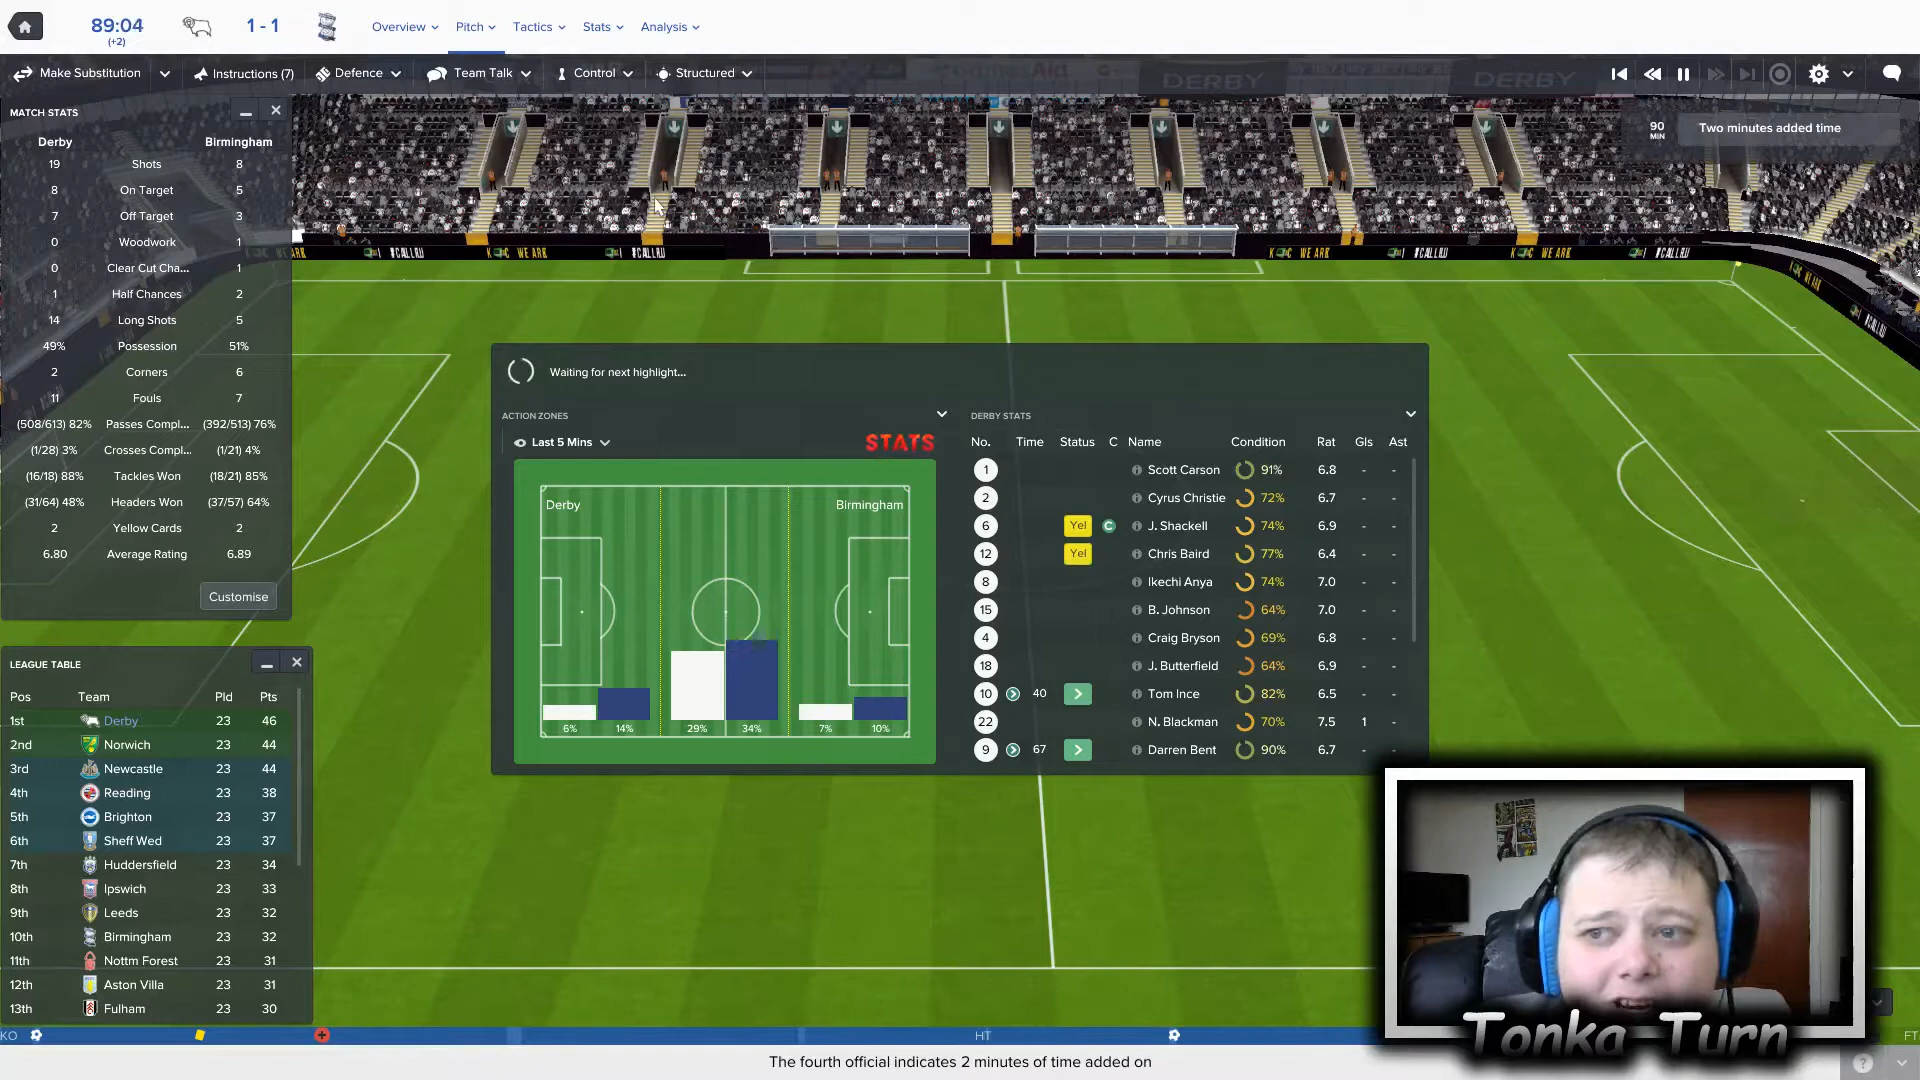 89:04
(+2)
1 - 1
Overview
Pitch
Tactics
Stats
Analysis
Make Substitution
Instructions (7)
Defence
Team Talk
Control
Structured
DERBY
DERBY
90
MIN
Two minutes added time
MATCH STATS
Derby Birmingham
19 Shots 8
8 On Target 5
7 Off Target 3
0 Woodwork 1
0 Clear Cut Cha... 1
1 Half Chances 2
14 Long Shots 5
49% Possession 51%
2 Corners 6
11 Fouls 7
(508/613) 82% Passes Compl... (392/513) 76%
(1/28) 3% Crosses Compl... (1/21) 4%
(16/18) 88% Tackles Won (18/21) 85%
(31/64) 48% Headers Won (37/57) 64%
2 Yellow Cards 2
6.80 Average Rating 6.89
Customise
Waiting for next highlight...
ACTION ZONES
Last 5 Mins
STATS
Derby Birmingham
6% 14% 29% 34% 7% 10%
DERBY STATS
No. Time Status C Name Condition Rat Gls Ast
1 Scott Carson 91% 6.8 - -
2 Cyrus Christie 72% 6.7 - -
6 Yel C J. Shackell 74% 6.9 - -
12 Yel Chris Baird 77% 6.4 - -
8 Ikechi Anya 74% 7.0 - -
15 B. Johnson 64% 7.0 - -
4 Craig Bryson 69% 6.8 - -
18 J. Butterfield 64% 6.9 - -
10 40 Tom Ince 82% 6.5 - -
22 N. Blackman 70% 7.5 1 -
9 67 Darren Bent 90% 6.7 - -
LEAGUE TABLE
Pos Team Pld Pts
1st Derby 23 46
2nd Norwich 23 44
3rd Newcastle 23 44
4th Reading 23 38
5th Brighton 23 37
6th Sheff Wed 23 37
7th Huddersfield 23 34
8th Ipswich 23 33
9th Leeds 23 32
10th Birmingham 23 32
11th Nottm Forest 23 31
12th Aston Villa 23 31
13th Fulham 23 30
KO HT FT
Tonka Turn
The fourth official indicates 2 minutes of time added on